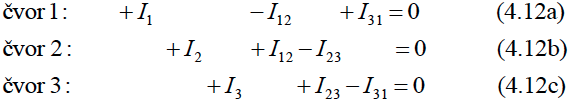 čvor 1: +I₁ −I₁₂ +I₃₁ = 0 (4.12a)
čvor 2: +I₂ +I₁₂ −I₂₃ = 0 (4.12b)
čvor 3: +I₃ +I₂₃ −I₃₁ = 0 (4.12c)